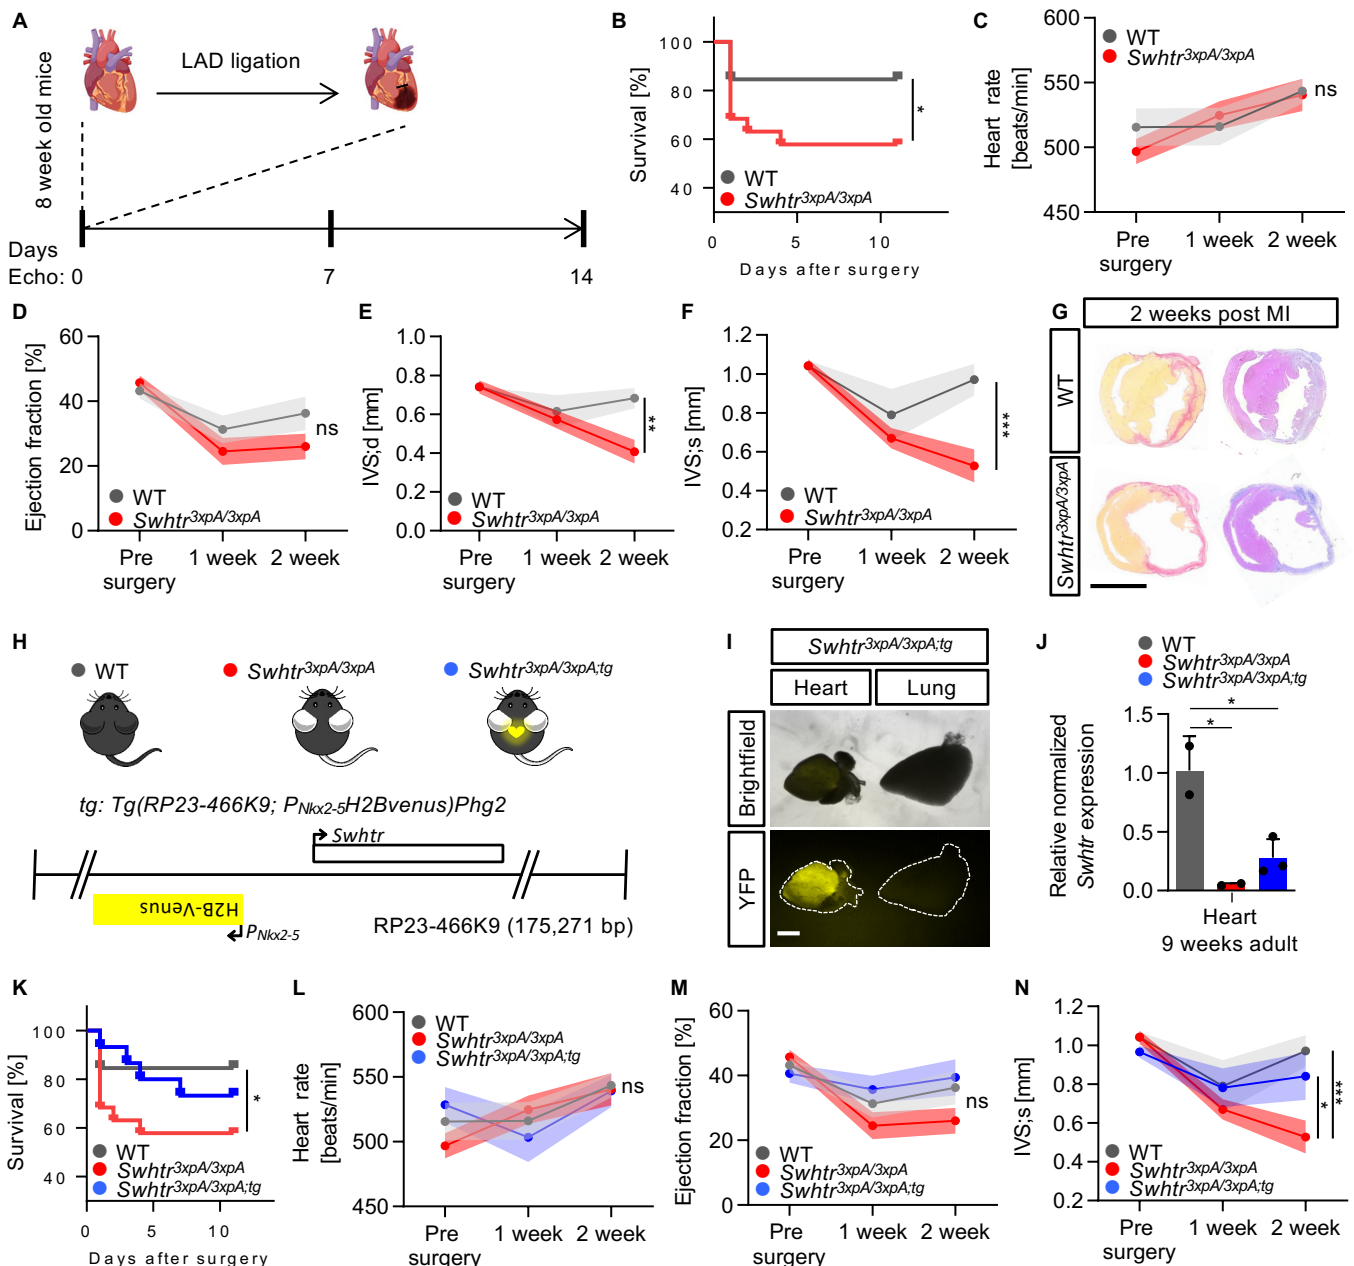 A
8 week old mice
LAD ligation
Days
Echo: 0
7
14
B
Survival [%]
100
80
60
40
WT
Swhtr3xpA/3xpA
*
0
5
10
Days after surgery
C
Heart rate
[beats/min]
600
550
500
450
WT
Swhtr3xpA/3xpA
ns
Pre
surgery
1 week
2 week
D
Ejection fraction [%]
60
40
20
0
ns
WT
Swhtr3xpA/3xpA
Pre
surgery
1 week
2 week
E
IVS;d [mm]
1.0
0.8
0.6
0.4
0.2
0.0
**
WT
Swhtr3xpA/3xpA
Pre
surgery
1 week
2 week
F
IVS;s [mm]
1.2
1.0
0.8
0.6
0.4
0.2
***
WT
Swhtr3xpA/3xpA
Pre
surgery
1 week
2 week
G
2 weeks post MI
WT
Swhtr3xpA/3xpA
H
WT
Swhtr3xpA/3xpA
Swhtr3xpA/3xpA;tg
tg: Tg(RP23-466K9; PNkx2-5H2Bvenus)Phg2
Swhtr
H2B-Venus
PNkx2-5
RP23-466K9 (175,271 bp)
I
Swhtr3xpA/3xpA;tg
Heart
Lung
Brightfield
YFP
J
WT
Swhtr3xpA/3xpA
Swhtr3xpA/3xpA;tg
Relative normalized
Swhtr expression
1.5
1.0
0.5
0.0
*
*
Heart
9 weeks adult
K
Survival [%]
100
80
60
40
*
WT
Swhtr3xpA/3xpA
Swhtr3xpA/3xpA;tg
0
5
10
Days after surgery
L
Heart rate
[beats/min]
600
550
500
450
WT
Swhtr3xpA/3xpA
Swhtr3xpA/3xpA;tg
ns
Pre
surgery
1 week
2 week
M
Ejection fraction [%]
60
40
20
0
ns
WT
Swhtr3xpA/3xpA
Swhtr3xpA/3xpA;tg
Pre
surgery
1 week
2 week
N
IVS;s [mm]
1.2
1.0
0.8
0.6
0.4
0.2
*
***
WT
Swhtr3xpA/3xpA
Swhtr3xpA/3xpA;tg
Pre
surgery
1 week
2 week